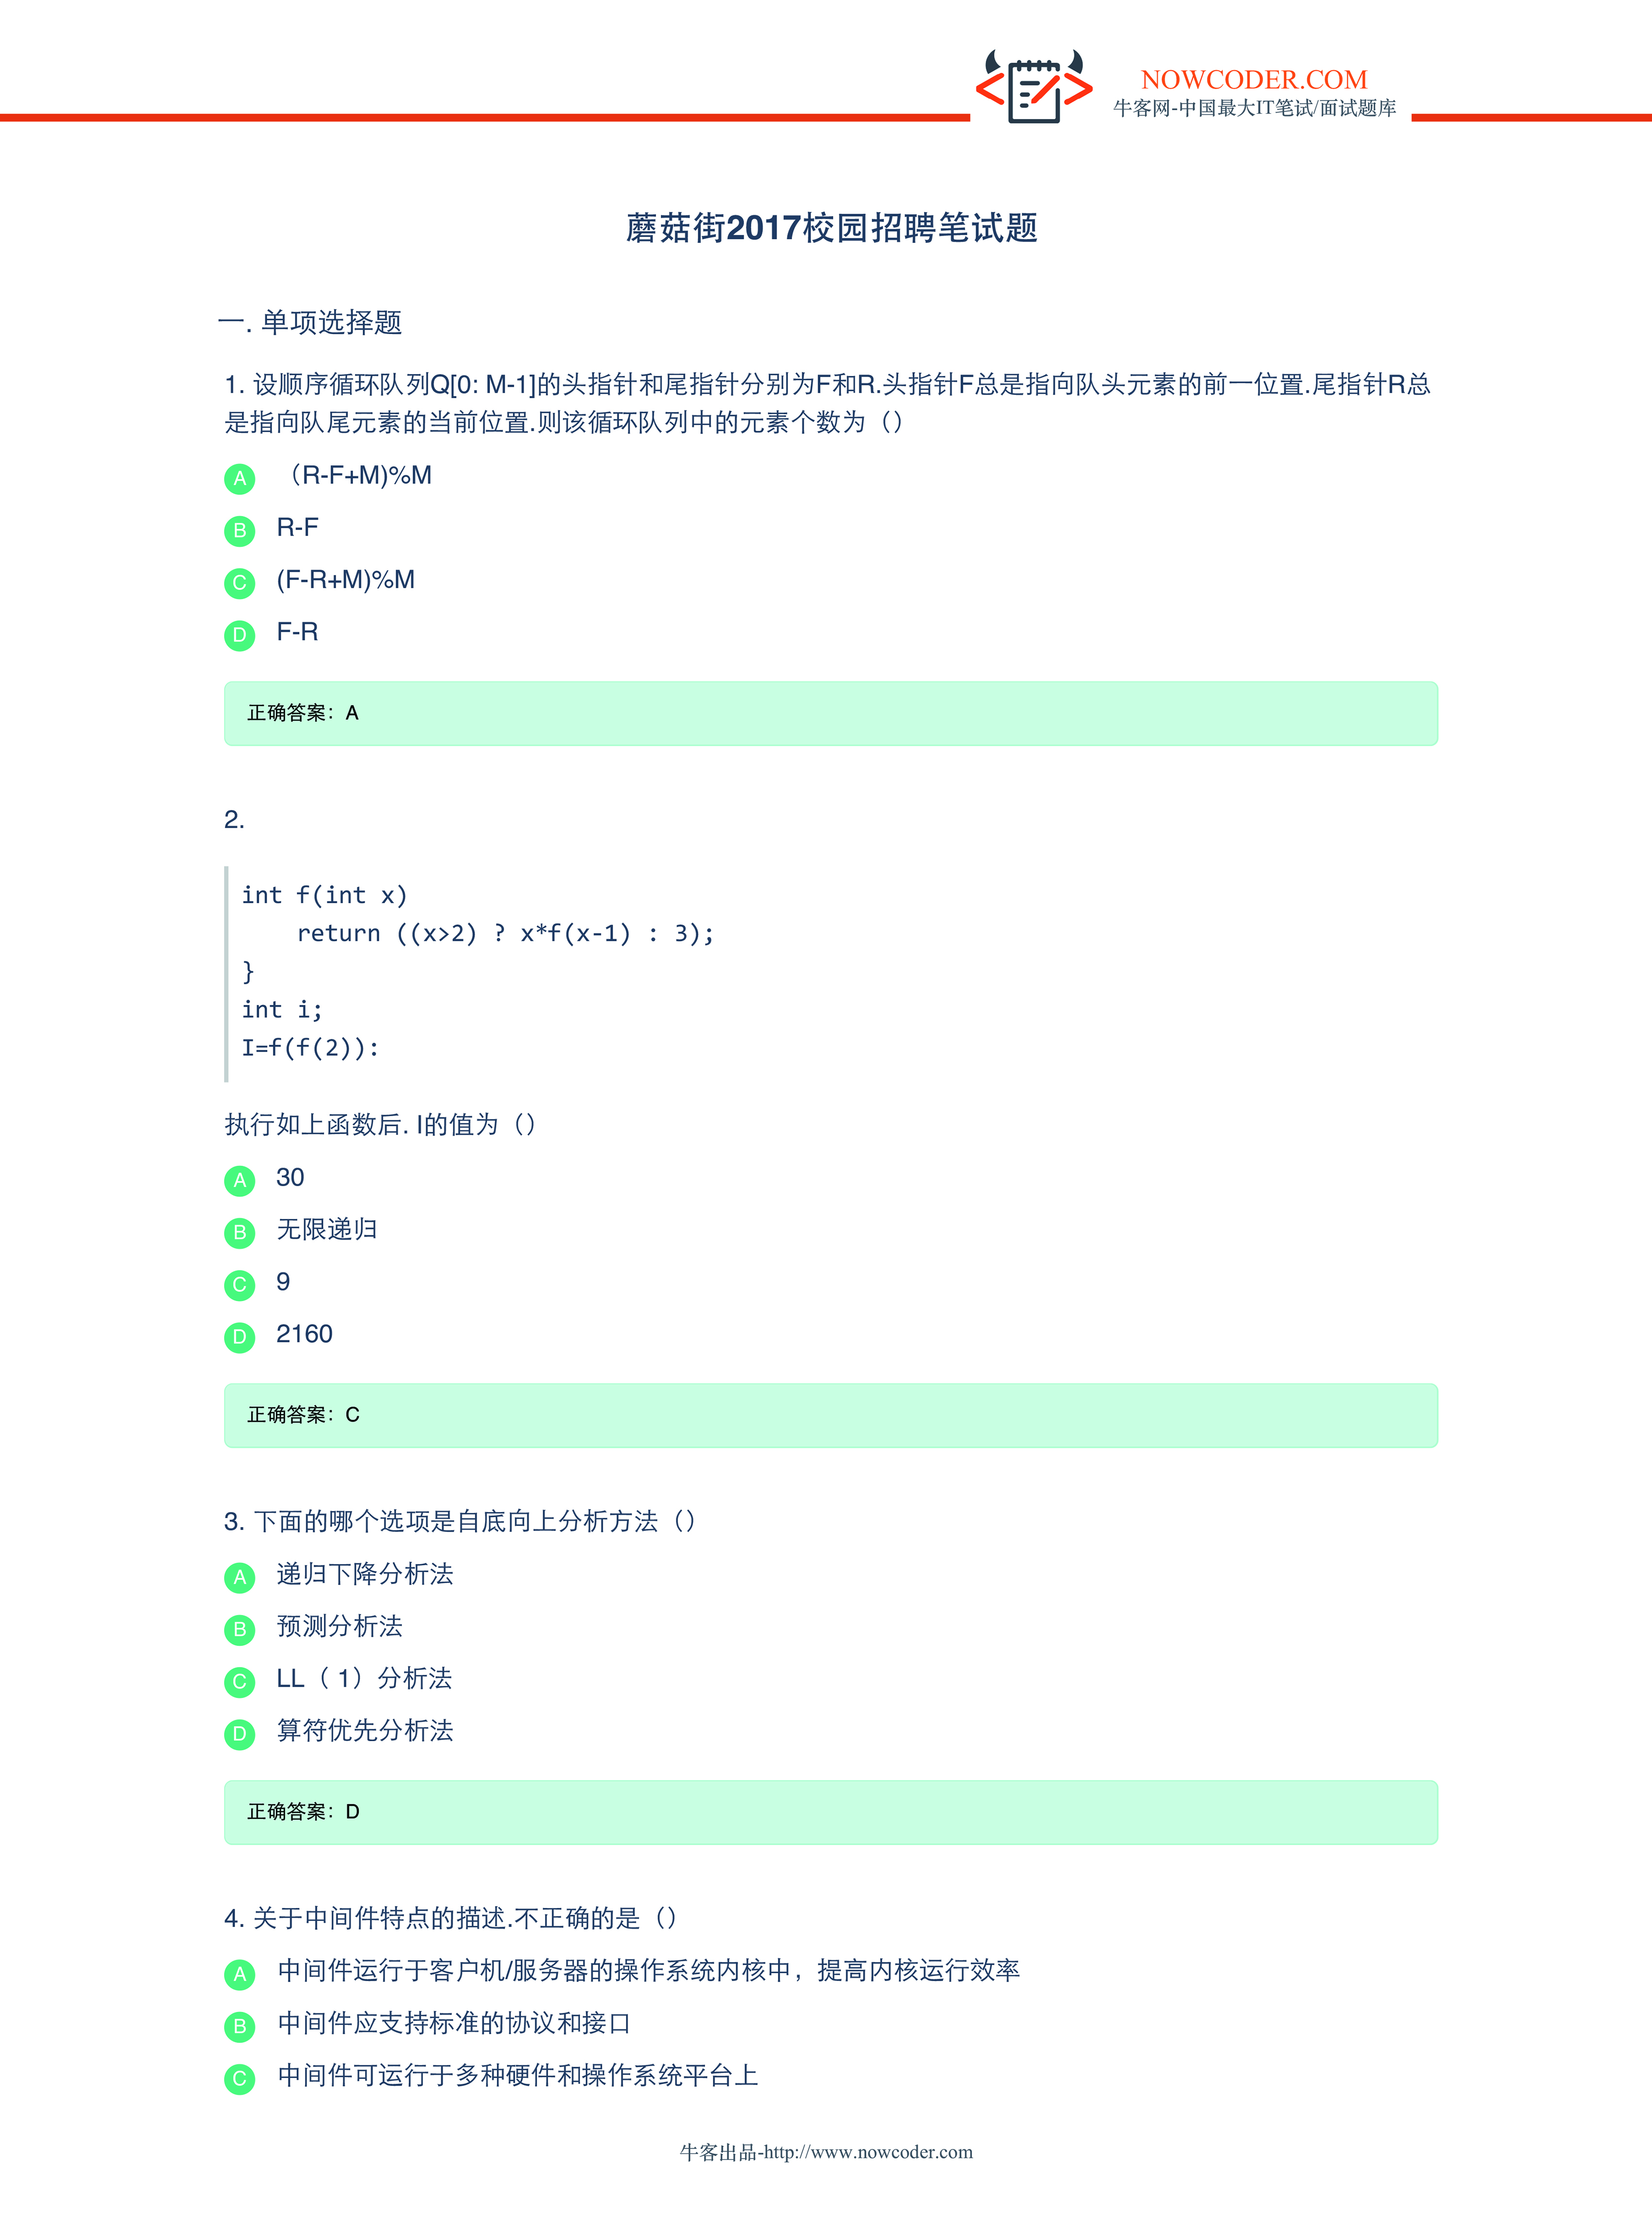 NOWCODER.COM
牛客网-中国最大IT笔试/面试题库
蘑菇街2017校园招聘笔试题
一. 单项选择题
1. 设顺序循环队列Q[0: M-1]的头指针和尾指针分别为F和R.头指针F总是指向队头元素的前一位置.尾指针R总
是指向队尾元素的当前位置.则该循环队列中的元素个数为（）
A （R-F+M)%M
B R-F
C (F-R+M)%M
D F-R
正确答案：A
2.
int f(int x)
    return ((x>2) ? x*f(x-1) : 3);
}
int i;
I=f(f(2)):
执行如上函数后. I的值为（）
A 30
B 无限递归
C 9
D 2160
正确答案：C
3. 下面的哪个选项是自底向上分析方法（）
A 递归下降分析法
B 预测分析法
C LL（ 1）分析法
D 算符优先分析法
正确答案：D
4. 关于中间件特点的描述.不正确的是（）
A 中间件运行于客户机/服务器的操作系统内核中，提高内核运行效率
B 中间件应支持标准的协议和接口
C 中间件可运行于多种硬件和操作系统平台上
牛客出品-http://www.nowcoder.com